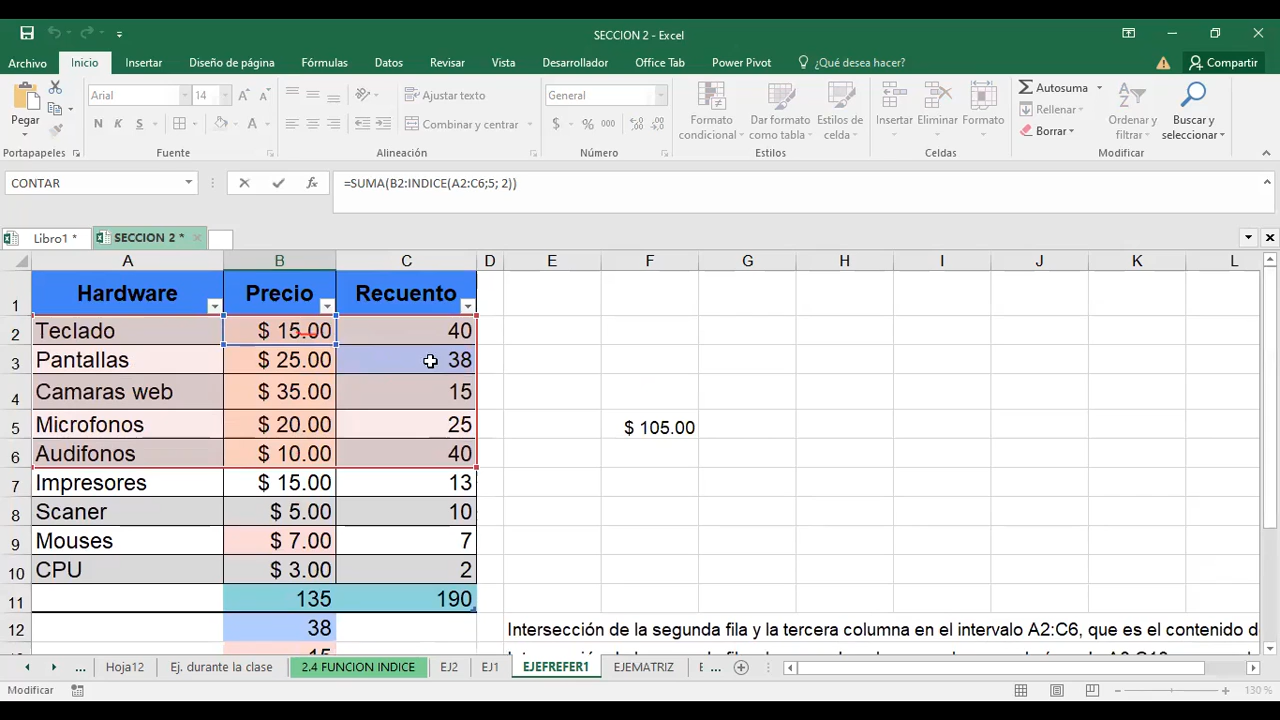 SECCION 2 - Excel
Archivo Inicio Insertar Diseño de página Fórmulas Datos Revisar Vista Desarrollador Office Tab Power Pivot ¿Qué desea hacer? Compartir
Pegar
Arial 14 A A
N K S A
Ajustar texto
Combinar y centrar
General
$ % 000
Formato condicional
Dar formato como tabla
Estilos de celda
Insertar Eliminar Formato
Autosuma
Rellenar
Borrar
Ordenar y filtrar
Buscar y seleccionar
Portapapeles Fuente Alineación Número Estilos Celdas Modificar
CONTAR fx =SUMA(B2:INDICE(A2:C6;5; 2))
Libro1 * SECCION 2 *
A B C D E F G H I J K L
1 Hardware Precio Recuento
2 Teclado $ 15.00 40
3 Pantallas $ 25.00 38
4 Camaras web $ 35.00 15
5 Microfonos $ 20.00 25 $ 105.00
6 Audifonos $ 10.00 40
7 Impresores $ 15.00 13
8 Scaner $ 5.00 10
9 Mouses $ 7.00 7
10 CPU $ 3.00 2
11 135 190
12 38 Intersección de la segunda fila y la tercera columna en el intervalo A2:C6, que es el contenido d
... Hoja12 Ej. durante la clase 2.4 FUNCION INDICE EJ2 EJ1 EJEFREFER1 EJEMATRIZ E ...
Modificar 130 %